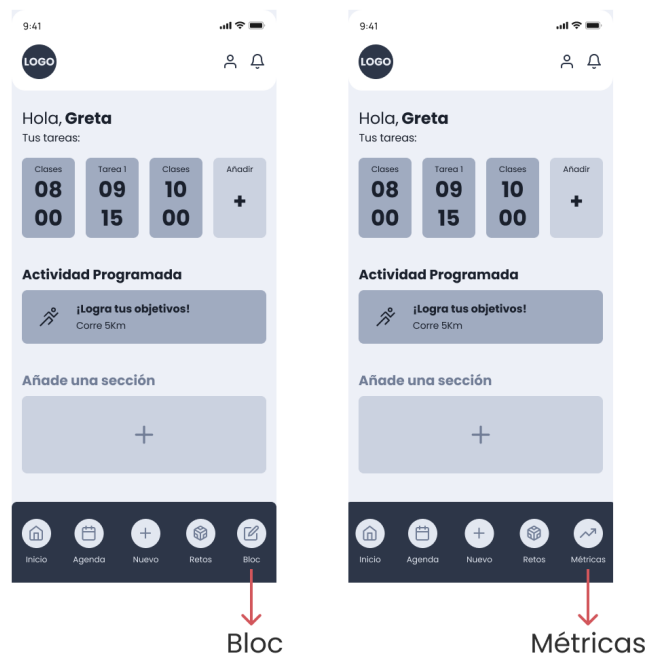 9:41
LOGO
Hola, Greta
Tus tareas:
Clases Tarea 1 Clases Añadir
08 09 10 +
00 15 00
Actividad Programada
¡Logra tus objetivos!
Corre 5Km
Añade una sección
+
Inicio Agenda Nuevo Retos Bloc
Bloc
9:41
LOGO
Hola, Greta
Tus tareas:
Clases Tarea 1 Clases Añadir
08 09 10 +
00 15 00
Actividad Programada
¡Logra tus objetivos!
Corre 5Km
Añade una sección
+
Inicio Agenda Nuevo Retos Métricas
Métricas